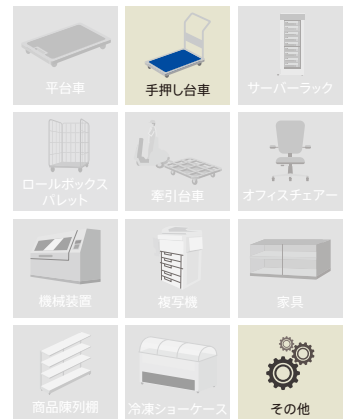 平台車
手押し台車
サーバーラック
ロールボックス
パレット
牽引台車
オフィスチェアー
機械装置
複写機
家具
商品陳列棚
冷凍ショーケース
その他